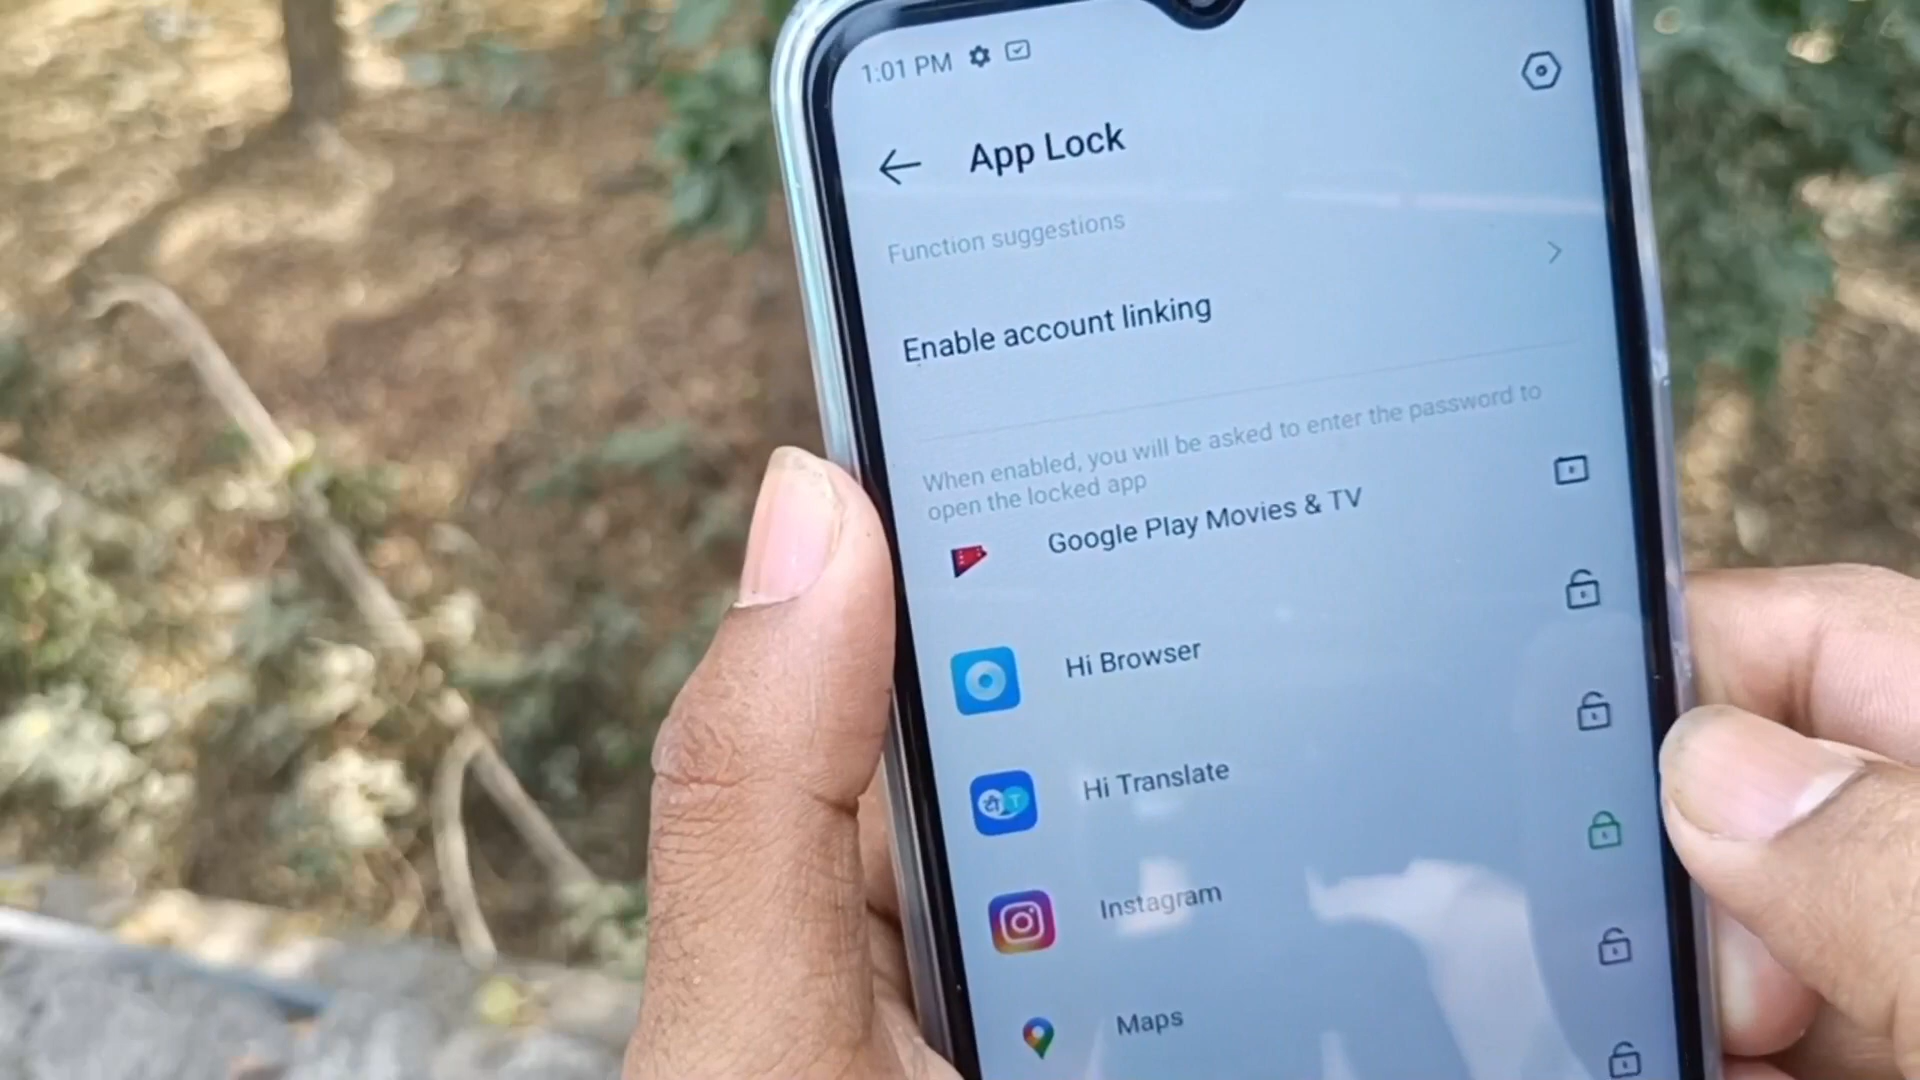 1:01 PM
App Lock
Function suggestions
Enable account linking
When enabled, you will be asked to enter the password to
open the locked app
Google Play Movies & TV
Hi Browser
Hi Translate
Instagram
Maps